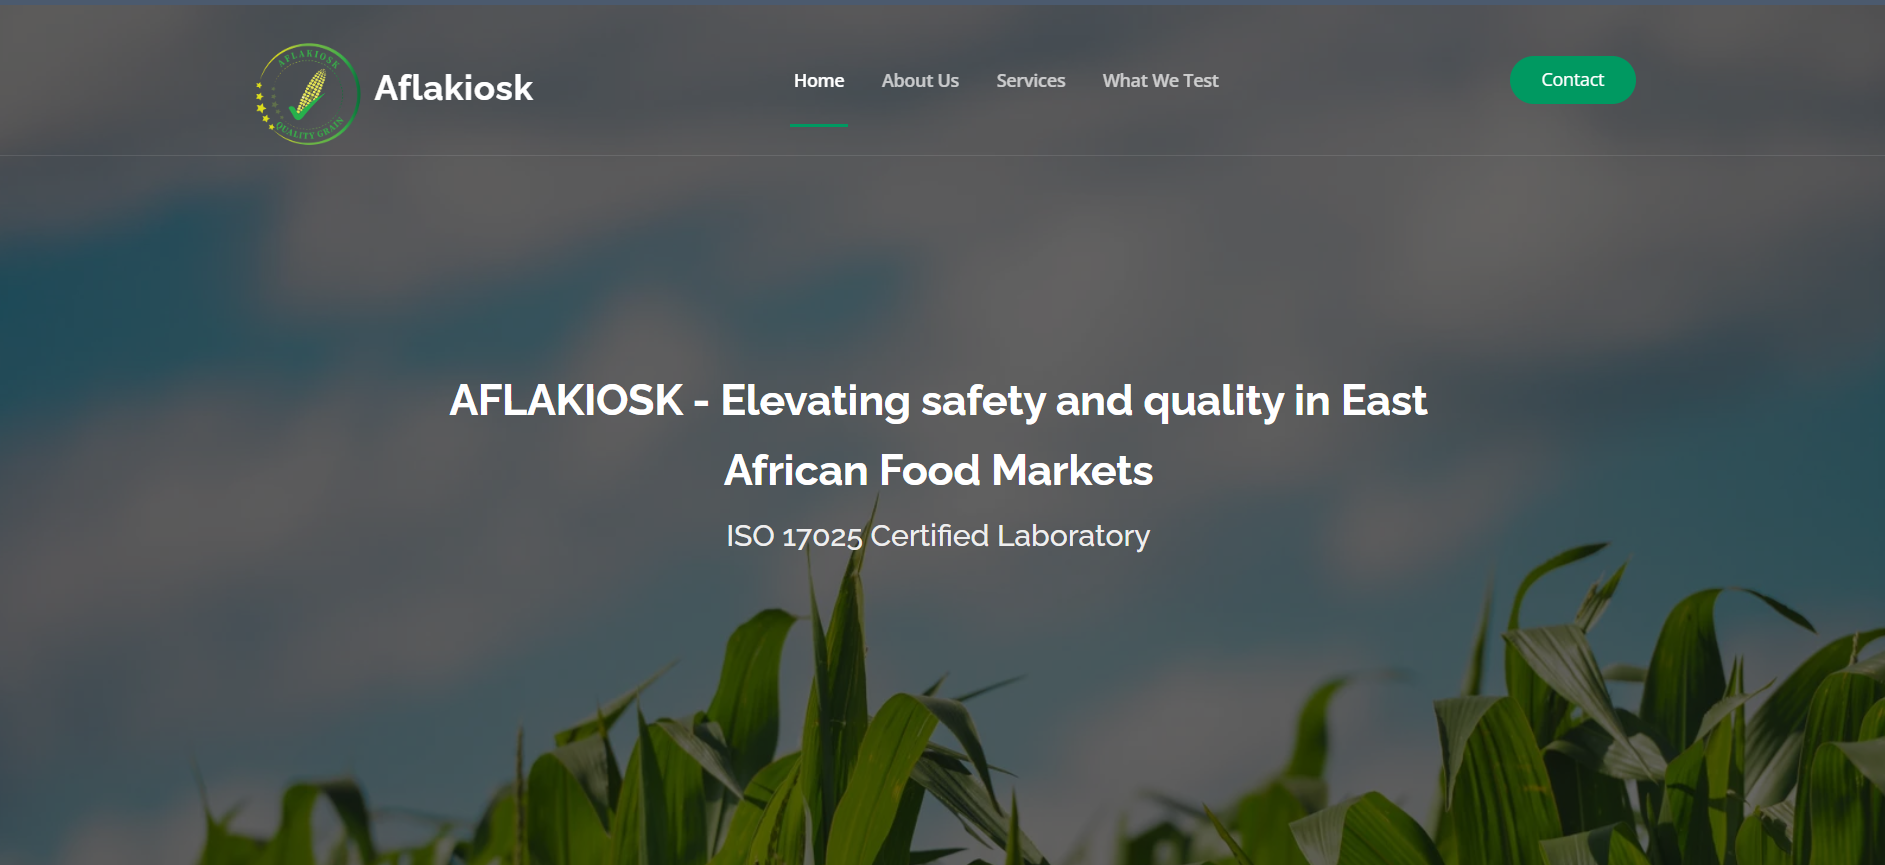 AFLAKIOSK
QUALITY GRAIN
Aflakiosk
Home
About Us
Services
What We Test
Contact
AFLAKIOSK - Elevating safety and quality in East
African Food Markets
ISO 17025 Certified Laboratory